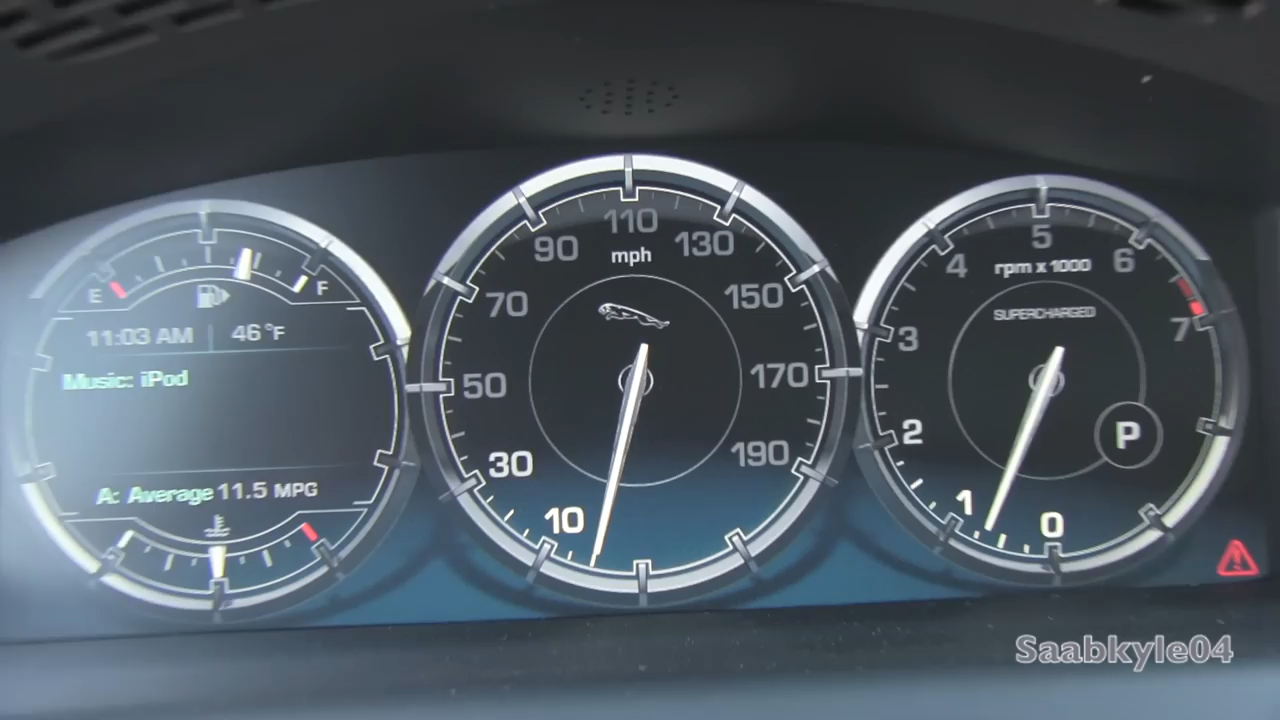 E F
11:03 AM 46°F
Music: iPod
A: Average 11.5 MPG
10
30
50
70
90
110
130
150
170
190
mph
0
1
2
3
4
5
6
7
rpm x 1000
SUPERCHARGED
P
Saabkyle04